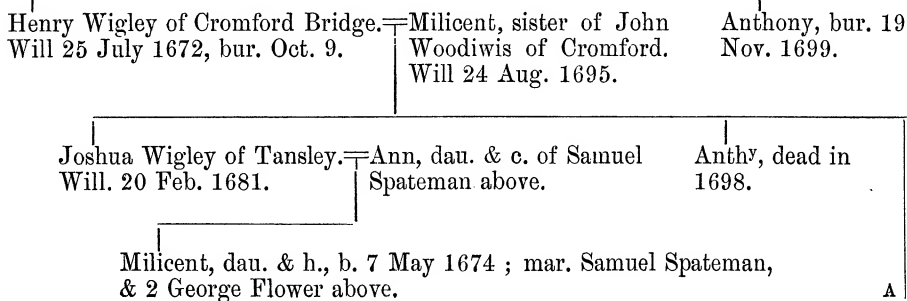 Henry Wigley of Cromford Bridge.
Will 25 July 1672, bur. Oct. 9.
Milicent, sister of John
Woodiwis of Cromford.
Will 24 Aug. 1695.
Anthony, bur. 19
Nov. 1699.
Joshua Wigley of Tansley.
Will. 20 Feb. 1681.
Ann, dau. & c. of Samuel
Spateman above.
Anthʸ, dead in
1698.
Milicent, dau. & h., b. 7 May 1674 ; mar. Samuel Spateman,
& 2 George Flower above.
A